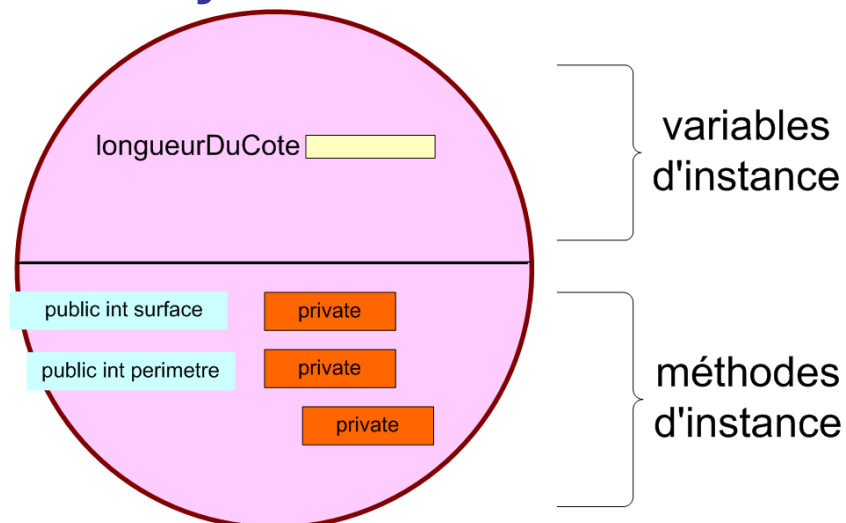 longueurDuCote
variables
d'instance
public int surface
private
public int perimetre
private
private
méthodes
d'instance